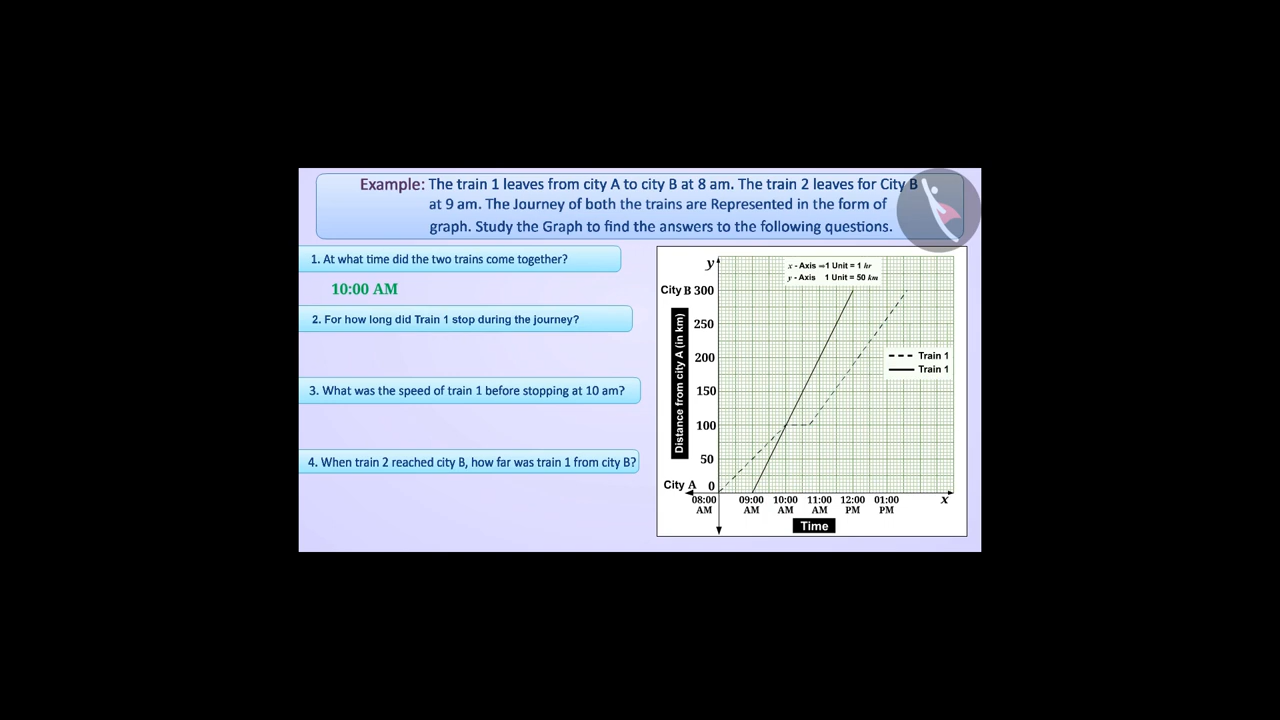 Example: The train 1 leaves from city A to city B at 8 am. The train 2 leaves for City B
at 9 am. The Journey of both the trains are Represented in the form of
graph. Study the Graph to find the answers to the following questions.
1. At what time did the two trains come together?
10:00 AM
2. For how long did Train 1 stop during the journey?
3. What was the speed of train 1 before stopping at 10 am?
4. When train 2 reached city B, how far was train 1 from city B?
y
x - Axis ⇒1 Unit = 1 hr
y - Axis 1 Unit = 50 km
City B 300
250
200
150
100
50
City A 0
Distance from city A (in km)
Train 1
Train 1
08:00 09:00 10:00 11:00 12:00 01:00 x
AM AM AM AM PM PM
Time